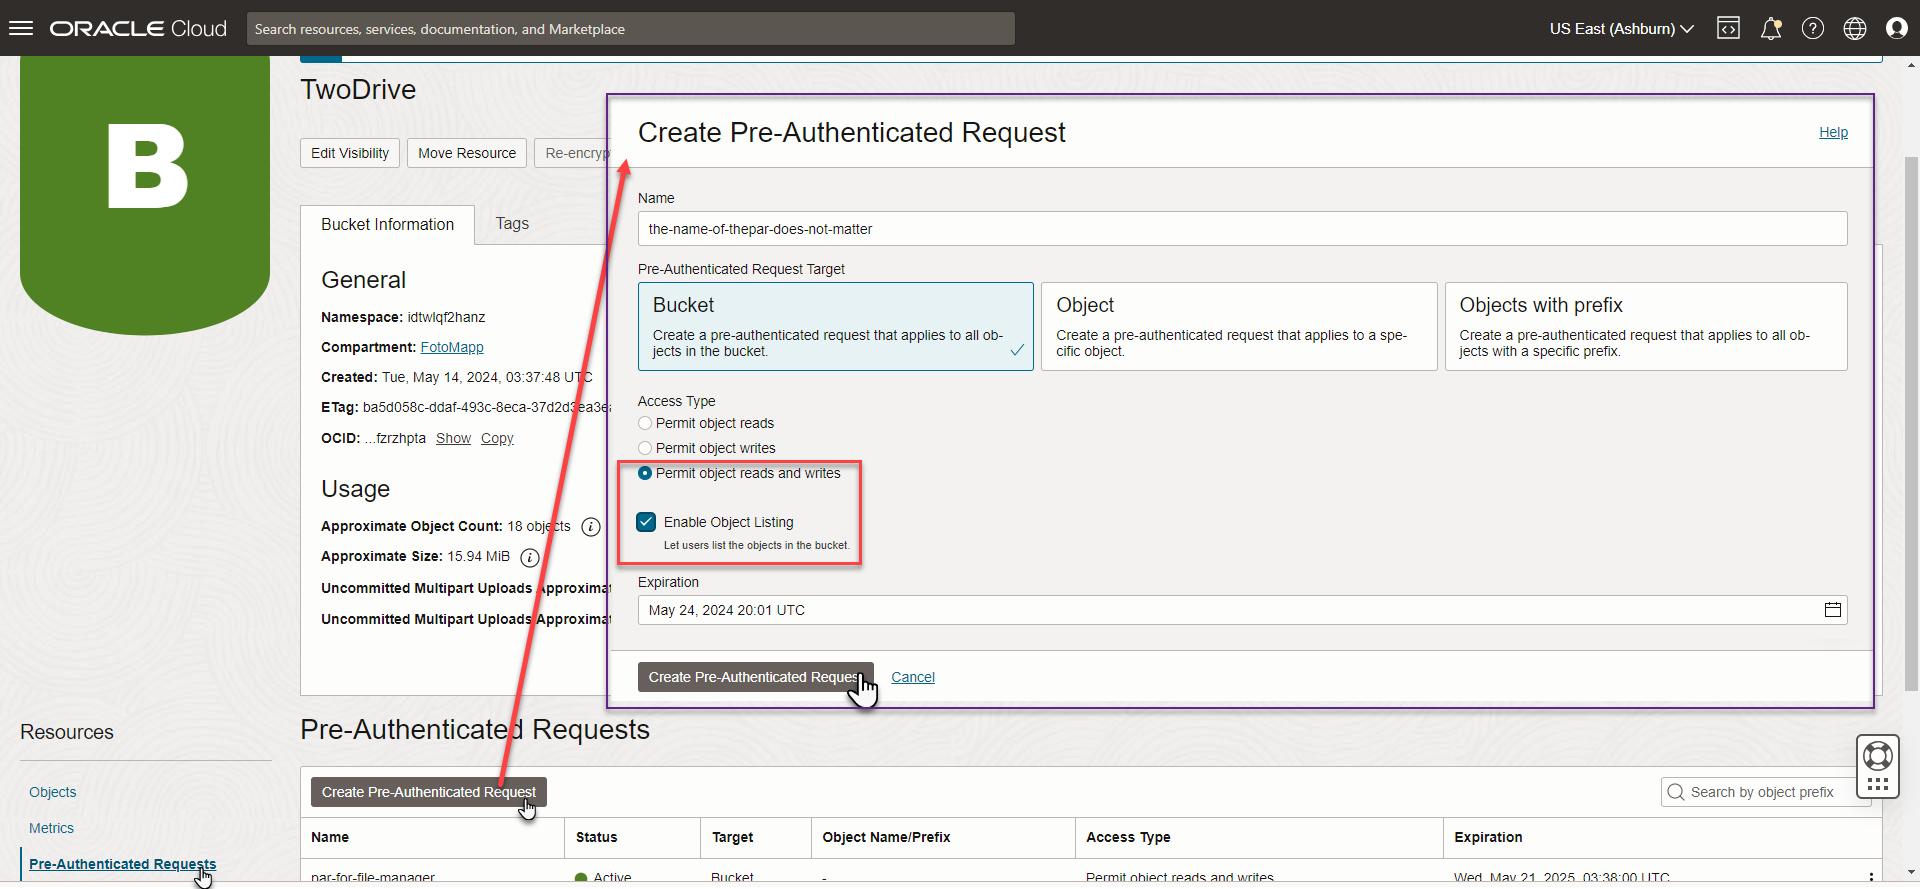 ORACLE Cloud
Search resources, services, documentation, and Marketplace
US East (Ashburn)
B
TwoDrive
Edit Visibility
Move Resource
Re-encryp
Bucket Information
Tags
General
Namespace: idtwlqf2hanz
Compartment: FotoMapp
Created: Tue, May 14, 2024, 03:37:48 UTC
ETag: ba5d058c-ddaf-493c-8eca-37d2d3ea3e
OCID: ...fzrzhpta Show Copy
Usage
Approximate Object Count: 18 objects
Approximate Size: 15.94 MiB
Uncommitted Multipart Uploads Approxima
Uncommitted Multipart Uploads Approxima
Create Pre-Authenticated Request
Help
Name
the-name-of-thepar-does-not-matter
Pre-Authenticated Request Target
Bucket
Create a pre-authenticated request that applies to all ob-
jects in the bucket.
Object
Create a pre-authenticated request that applies to a spe-
cific object.
Objects with prefix
Create a pre-authenticated request that applies to all ob-
jects with a specific prefix.
Access Type
Permit object reads
Permit object writes
Permit object reads and writes
Enable Object Listing
Let users list the objects in the bucket.
Expiration
May 24, 2024 20:01 UTC
Create Pre-Authenticated Request
Cancel
Resources
Objects
Metrics
Pre-Authenticated Requests
Pre-Authenticated Requests
Create Pre-Authenticated Request
Search by object prefix
Name Status Target Object Name/Prefix Access Type Expiration
par-for-file-manager Active Bucket - Permit object reads and writes Wed, May 21, 2025, 03:38:00 UTC